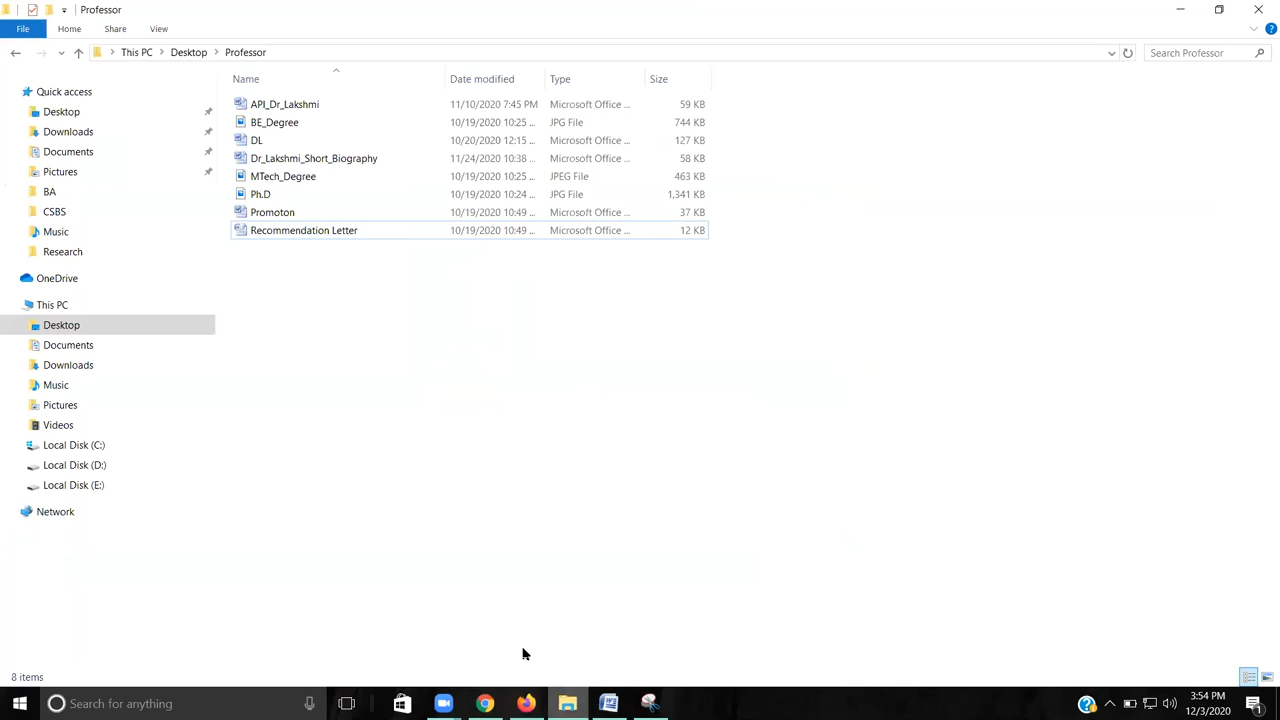 Professor
File Home Share View
This PC Desktop Professor Search Professor
Name Date modified Type Size
Quick access
Desktop
Downloads
Documents
Pictures
BA
CSBS
Music
Research
OneDrive
This PC
Desktop
Documents
Downloads
Music
Pictures
Videos
Local Disk (C:)
Local Disk (D:)
Local Disk (E:)
Network
API_Dr_Lakshmi 11/10/2020 7:45 PM Microsoft Office ... 59 KB
BE_Degree 10/19/2020 10:25 ... JPG File 744 KB
DL 10/20/2020 12:15 ... Microsoft Office ... 127 KB
Dr_Lakshmi_Short_Biography 11/24/2020 10:38 ... Microsoft Office ... 58 KB
MTech_Degree 10/19/2020 10:25 ... JPEG File 463 KB
Ph.D 10/19/2020 10:24 ... JPG File 1,341 KB
Promoton 10/19/2020 10:49 ... Microsoft Office ... 37 KB
Recommendation Letter 10/19/2020 10:49 ... Microsoft Office ... 12 KB
8 items
Search for anything
3:54 PM
12/3/2020
1